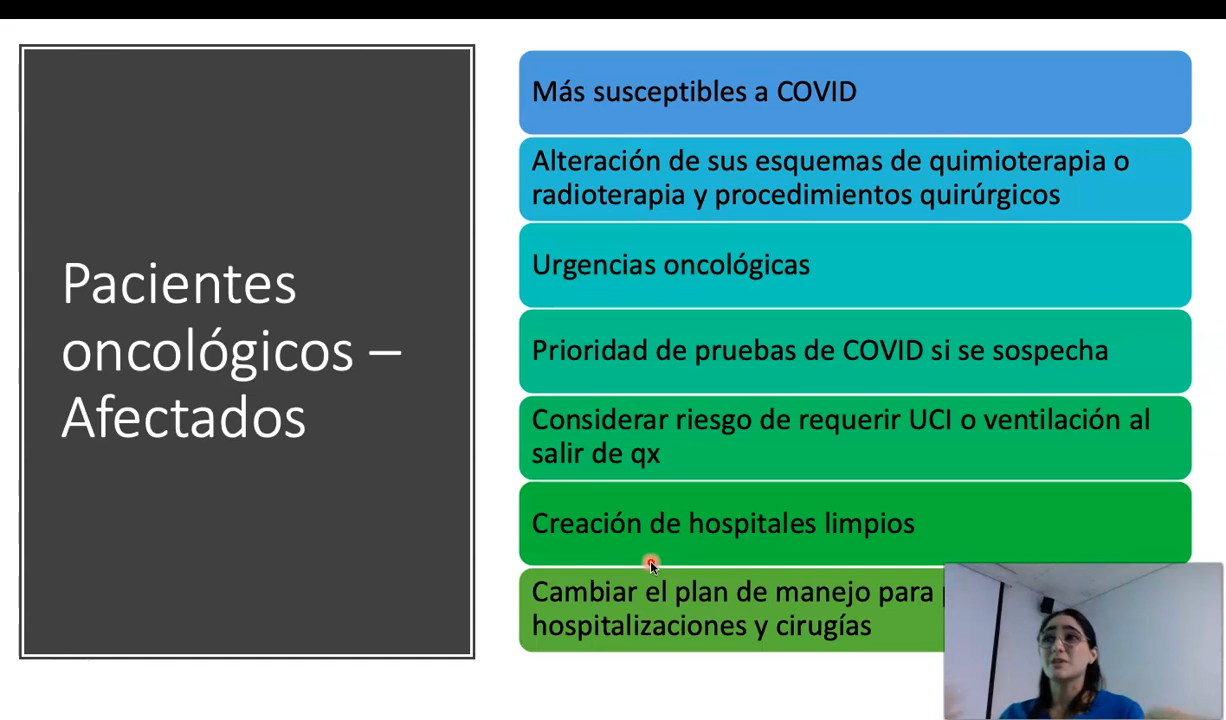 Pacientes
oncológicos –
Afectados
Más susceptibles a COVID
Alteración de sus esquemas de quimioterapia o
radioterapia y procedimientos quirúrgicos
Urgencias oncológicas
Prioridad de pruebas de COVID si se sospecha
Considerar riesgo de requerir UCI o ventilación al
salir de qx
Creación de hospitales limpios
Cambiar el plan de manejo para
hospitalizaciones y cirugías